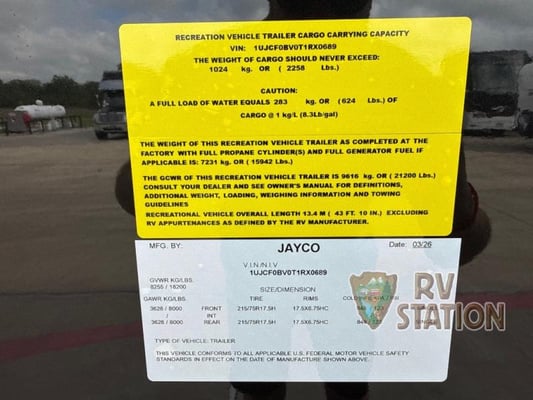 RECREATION VEHICLE TRAILER CARGO CARRYING CAPACITY
VIN: 1UJCF0BV0T1RX0689
THE WEIGHT OF CARGO SHOULD NEVER EXCEED:
1024 kg. OR ( 2258 Lbs.)
CAUTION:
A FULL LOAD OF WATER EQUALS 283 kg. OR (624 Lbs.) OF
CARGO @ 1 kg/L (8.3Lb/gal)
THE WEIGHT OF THIS RECREATION VEHICLE TRAILER AS COMPLETED AT THE
FACTORY WITH FULL PROPANE CYLINDER(S) AND FULL GENERATOR FUEL IF
APPLICABLE IS: 7231 kg. OR ( 15942 Lbs.)
THE GCWR OF THIS RECREATION VEHICLE TRAILER IS 9616 kg. OR ( 21200 Lbs.)
CONSULT YOUR DEALER AND SEE OWNER'S MANUAL FOR DEFINITIONS,
ADDITIONAL WEIGHT, LOADING, WEIGHING INFORMATION AND TOWING
GUIDELINES
RECREATIONAL VEHICLE OVERALL LENGTH 13.4 M ( 43 FT. 10 IN.) EXCLUDING
RV APPURTENANCES AS DEFINED BY THE RV MANUFACTURER.
MFG. BY: JAYCO Date: 03/26
V.I.N./N.I.V
1UJCF0BV0T1RX0689
GVWR KG/LBS.
8255 / 18200
SIZE/DIMENSION
GAWR KG/LBS. TIRE RIMS
3628 / 8000 FRONT 215/75R17.5H 17.5X6.75HC
INT
3628 / 8000 REAR 215/75R17.5H 17.5X6.75HC
RV STATION
TYPE OF VEHICLE: TRAILER
THIS VEHICLE CONFORMS TO ALL APPLICABLE U.S. FEDERAL MOTOR VEHICLE SAFETY
STANDARDS IN EFFECT ON THE DATE OF MANUFACTURE SHOWN ABOVE.